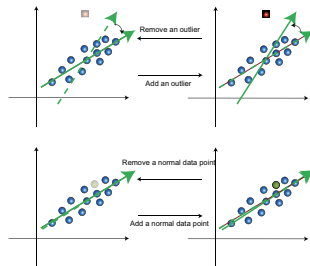 Remove an outlier
Add an outlier
Remove a normal data point
Add a normal data point